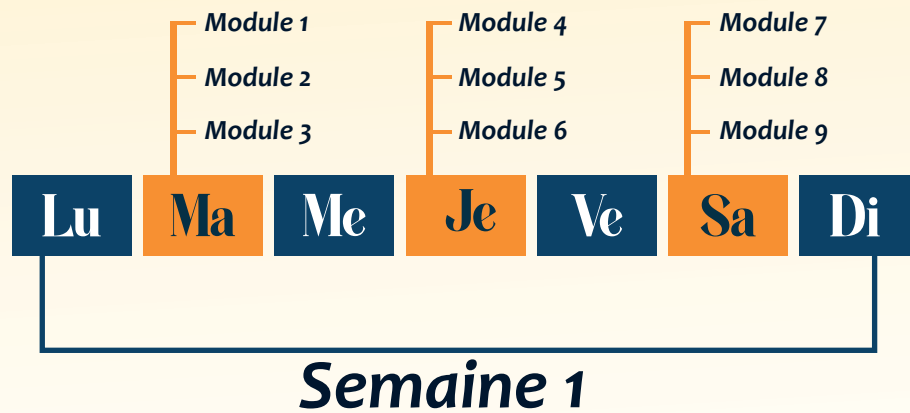 Module 1
Module 2
Module 3
Module 4
Module 5
Module 6
Module 7
Module 8
Module 9
Lu Ma Me Je Ve Sa Di
Semaine 1